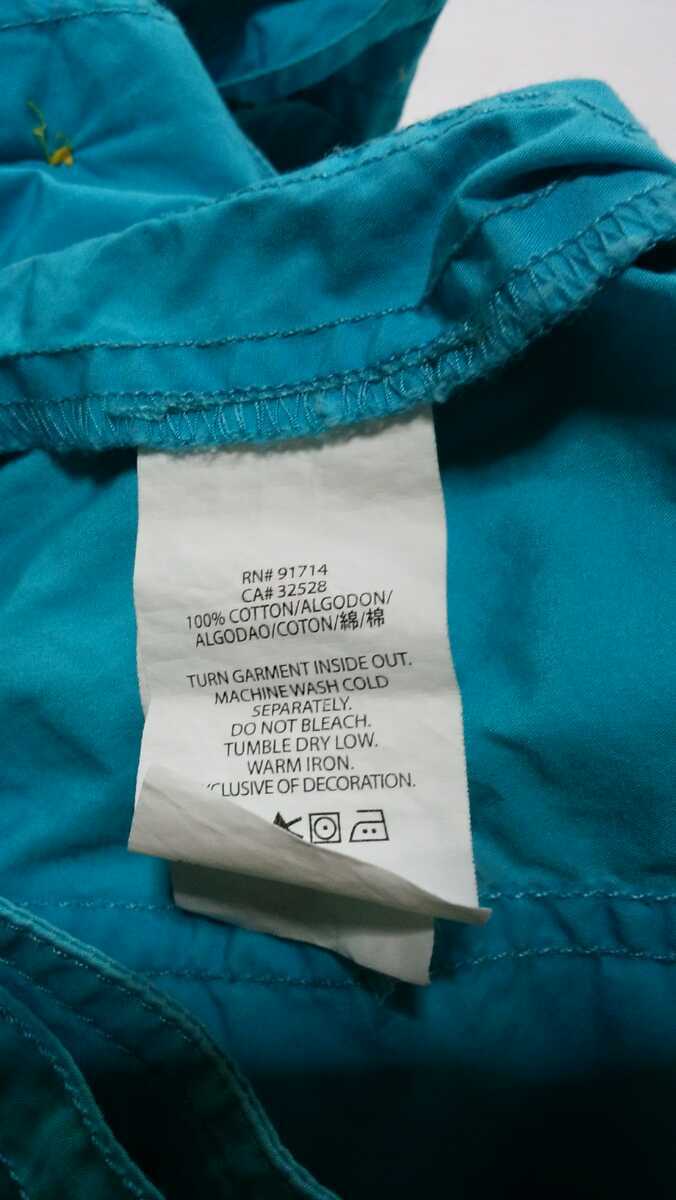 RN# 91714
CA# 32528
100% COTTON/ALGODON/
ALGODAO/COTON/綿/棉
TURN GARMENT INSIDE OUT.
MACHINE WASH COLD
SEPARATELY.
DO NOT BLEACH.
TUMBLE DRY LOW.
WARM IRON.
CLUSIVE OF DECORATION.